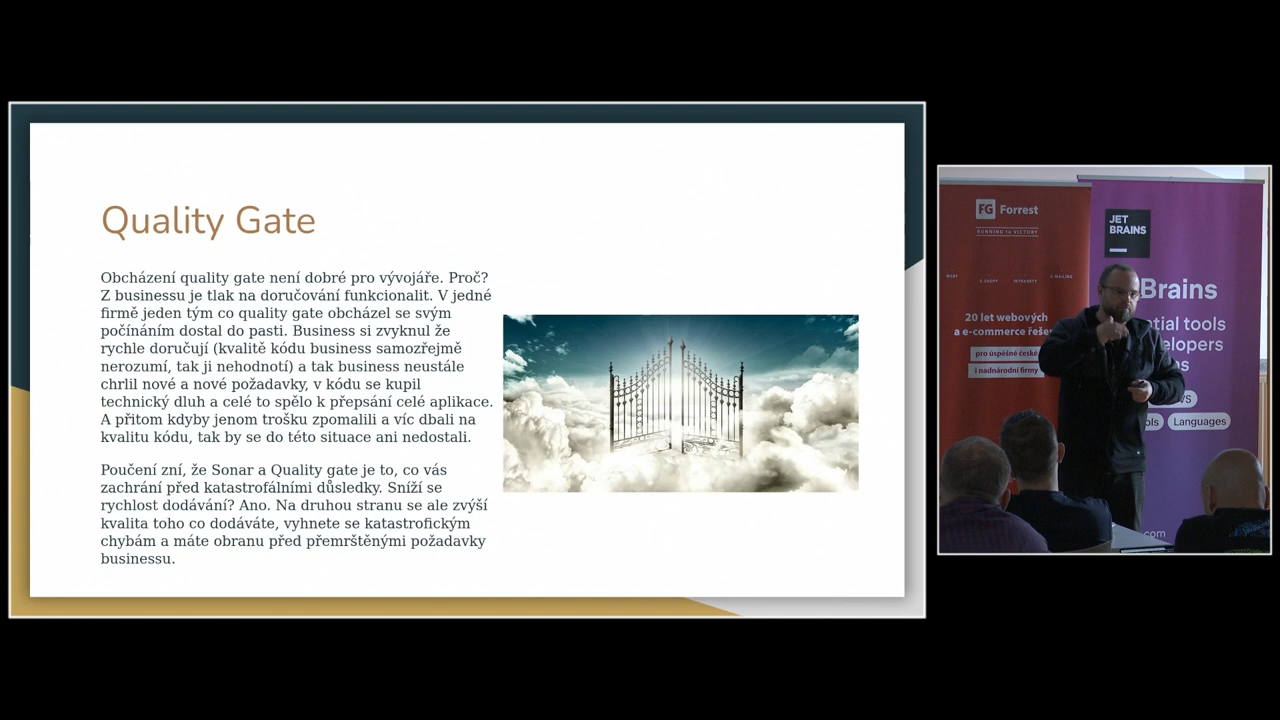 Quality Gate
Obcházení quality gate není dobré pro vývojáře. Proč?
Z businessu je tlak na doručování funkcionalit. V jedné
firmě jeden tým co quality gate obcházel se svým
počínáním dostal do pasti. Business si zvyknul že
rychle doručují (kvalitě kódu business samozřejmě
nerozumí, tak ji nehodnotí) a tak business neustále
chrlil nové a nové požadavky, v kódu se kupil
technický dluh a celé to spělo k přepsání celé aplikace.
A přitom kdyby jenom trošku zpomalili a víc dbali na
kvalitu kódu, tak by se do této situace ani nedostali.
Poučení zní, že Sonar a Quality gate je to, co vás
zachrání před katastrofálními důsledky. Sníží se
rychlost dodávání? Ano. Na druhou stranu se ale zvýší
kvalita toho co dodáváte, vyhnete se katastrofickým
chybám a máte obranu před přemrštěnými požadavky
businessu.
FG Forrest
RUNNING to VICTORY
WEBY
E-SHOPY
INTRANETY
E-MAILING
20 let webových
a e-commerce řeše
pro úspěšné české
i nadnárodní firmy
JET
BRAINS
Brains
tial tools
elopers
s
Languages
.com